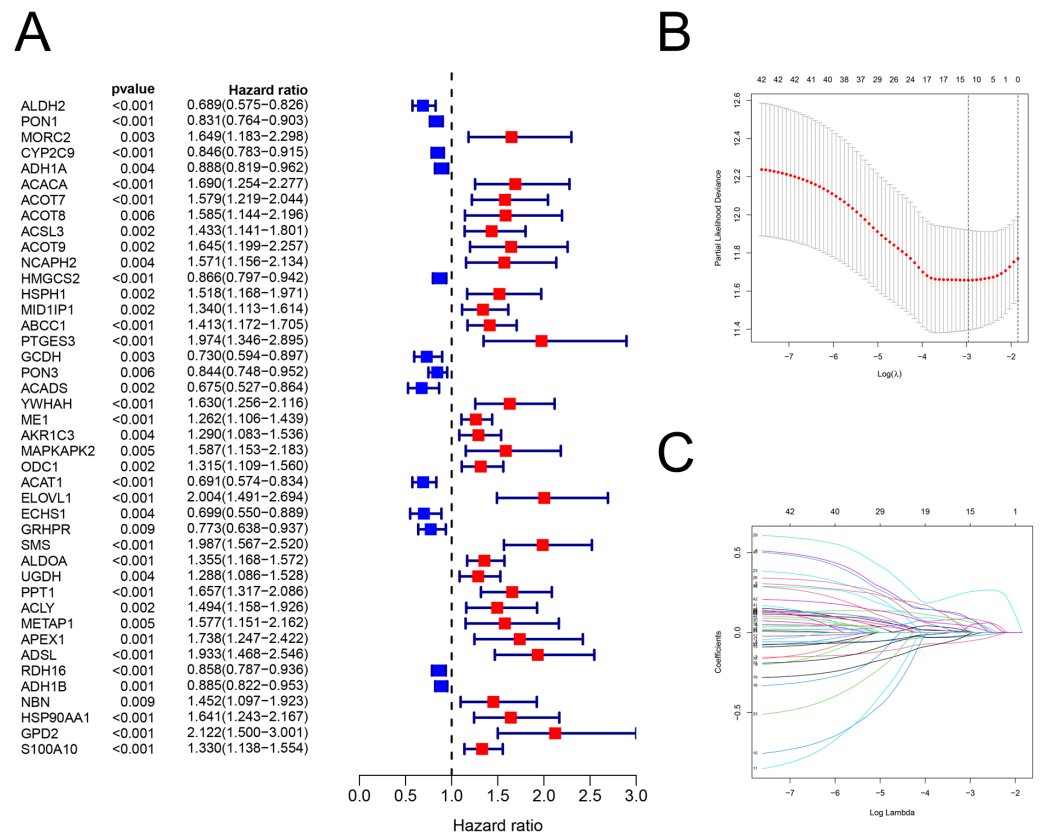 A
pvalue Hazard ratio
ALDH2 <0.001 0.689(0.575−0.826)
PON1 <0.001 0.831(0.764−0.903)
MORC2 0.003 1.649(1.183−2.298)
CYP2C9 <0.001 0.846(0.783−0.915)
ADH1A 0.004 0.888(0.819−0.962)
ACACA <0.001 1.690(1.254−2.277)
ACOT7 <0.001 1.579(1.219−2.044)
ACOT8 0.006 1.585(1.144−2.196)
ACSL3 0.002 1.433(1.141−1.801)
ACOT9 0.002 1.645(1.199−2.257)
NCAPH2 0.004 1.571(1.156−2.134)
HMGCS2 <0.001 0.866(0.797−0.942)
HSPH1 0.002 1.518(1.168−1.971)
MID1IP1 0.002 1.340(1.113−1.614)
ABCC1 <0.001 1.413(1.172−1.705)
PTGES3 <0.001 1.974(1.346−2.895)
GCDH 0.003 0.730(0.594−0.897)
PON3 0.006 0.844(0.748−0.952)
ACADS 0.002 0.675(0.527−0.864)
YWHAH <0.001 1.630(1.256−2.116)
ME1 <0.001 1.262(1.106−1.439)
AKR1C3 0.004 1.290(1.083−1.536)
MAPKAPK2 0.005 1.587(1.153−2.183)
ODC1 0.002 1.315(1.109−1.560)
ACAT1 <0.001 0.691(0.574−0.834)
ELOVL1 <0.001 2.004(1.491−2.694)
ECHS1 0.004 0.699(0.550−0.889)
GRHPR 0.009 0.773(0.638−0.937)
SMS <0.001 1.987(1.567−2.520)
ALDOA <0.001 1.355(1.168−1.572)
UGDH 0.004 1.288(1.086−1.528)
PPT1 <0.001 1.657(1.317−2.086)
ACLY 0.002 1.494(1.158−1.926)
METAP1 0.005 1.577(1.151−2.162)
APEX1 0.001 1.738(1.247−2.422)
ADSL <0.001 1.933(1.468−2.546)
RDH16 <0.001 0.858(0.787−0.936)
ADH1B 0.001 0.885(0.822−0.953)
NBN 0.009 1.452(1.097−1.923)
HSP90AA1 <0.001 1.641(1.243−2.167)
GPD2 <0.001 2.122(1.500−3.001)
S100A10 <0.001 1.330(1.138−1.554)
0.0 0.5 1.0 1.5 2.0 2.5 3.0
Hazard ratio
B
42 42 42 41 40 38 37 29 26 24 17 17 15 10 5 1 0
12.6
12.4
12.2
12.0
11.8
11.6
11.4
Partial Likelihood Deviance
−7 −6 −5 −4 −3 −2
Log(λ)
C
42 40 29 19 15 1
0.5
0.0
−0.5
Coefficients
−7 −6 −5 −4 −3 −2 −1
Log Lambda